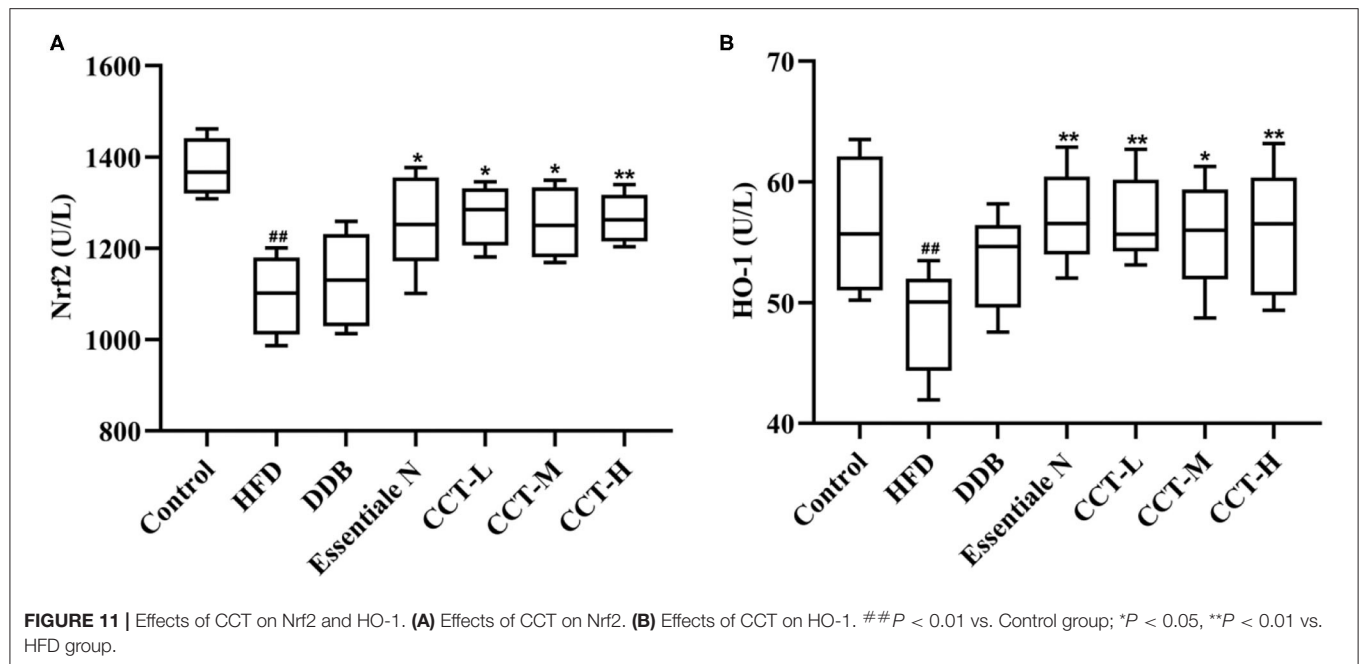 A
Nrf2 (U/L)
1600
1400
1200
1000
800
##
*
*
*
**
Control
HFD
DDB
Essentiale N
CCT-L
CCT-M
CCT-H
B
HO-1 (U/L)
70
60
50
40
##
**
**
*
**
Control
HFD
DDB
Essentiale N
CCT-L
CCT-M
CCT-H
FIGURE 11 | Effects of CCT on Nrf2 and HO-1. (A) Effects of CCT on Nrf2. (B) Effects of CCT on HO-1. ##P < 0.01 vs. Control group; *P < 0.05, **P < 0.01 vs.
HFD group.